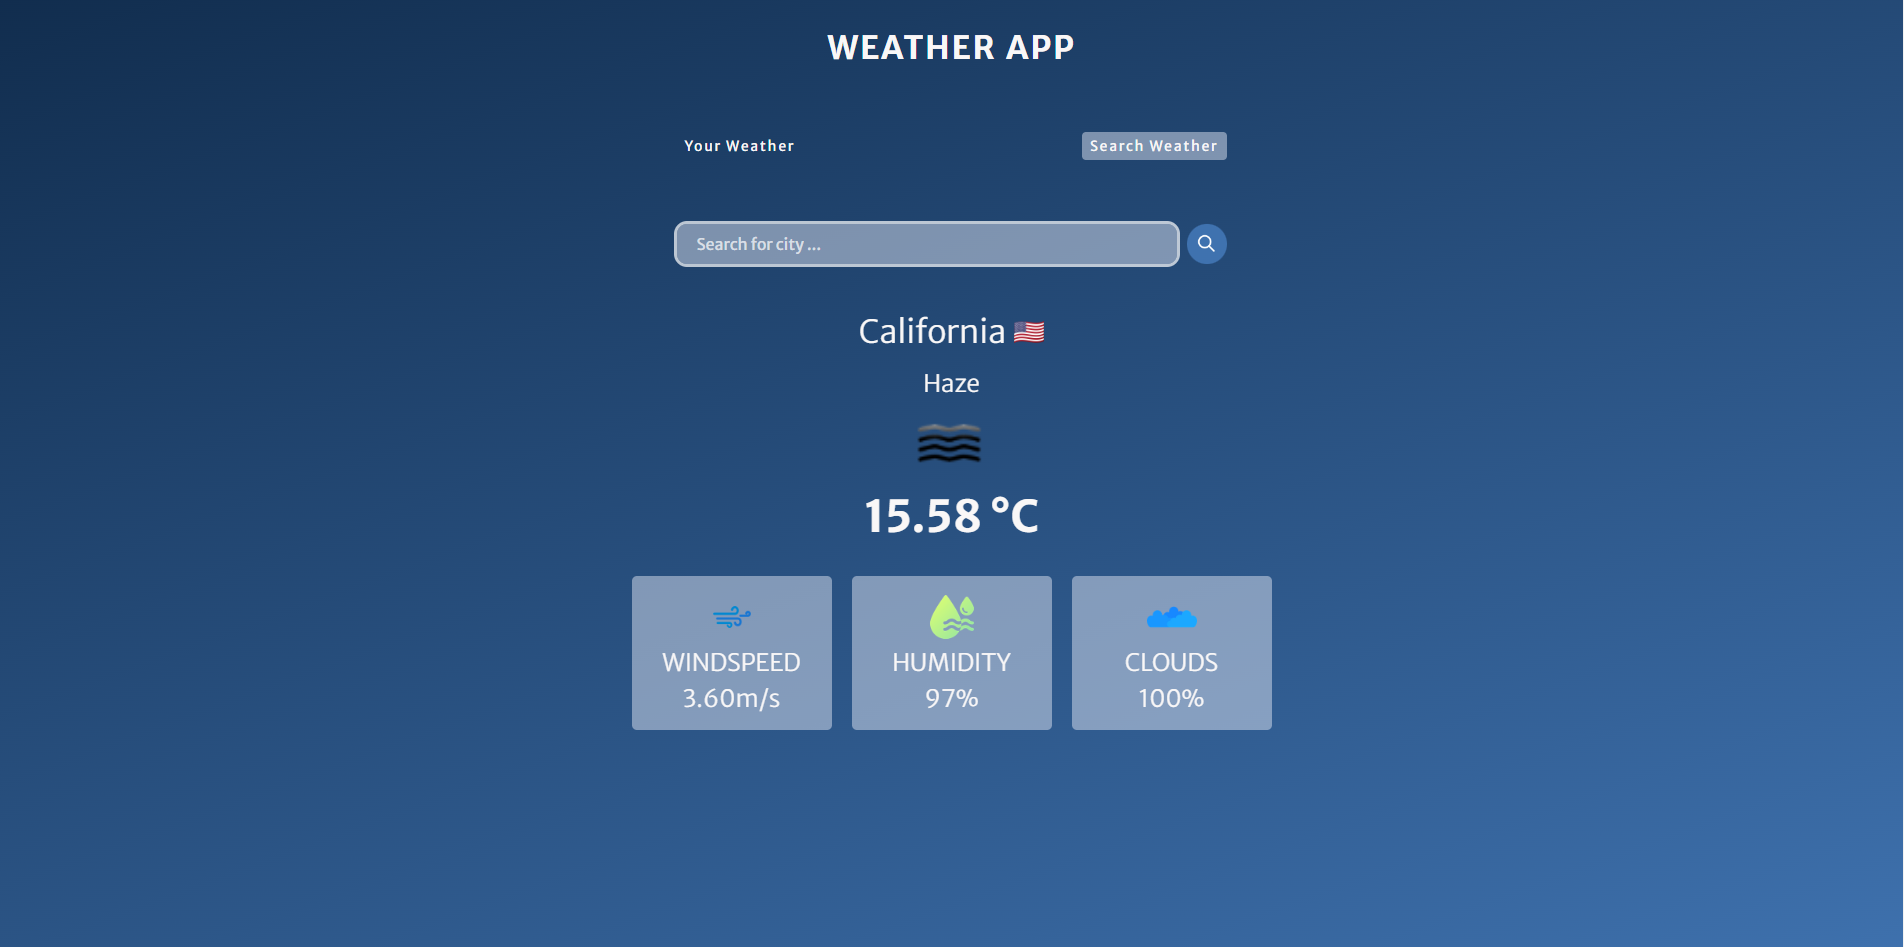 WEATHER APP
Your Weather
Search Weather
Search for city ...
California
Haze
15.58 °C
WINDSPEED
3.60m/s
HUMIDITY
97%
CLOUDS
100%